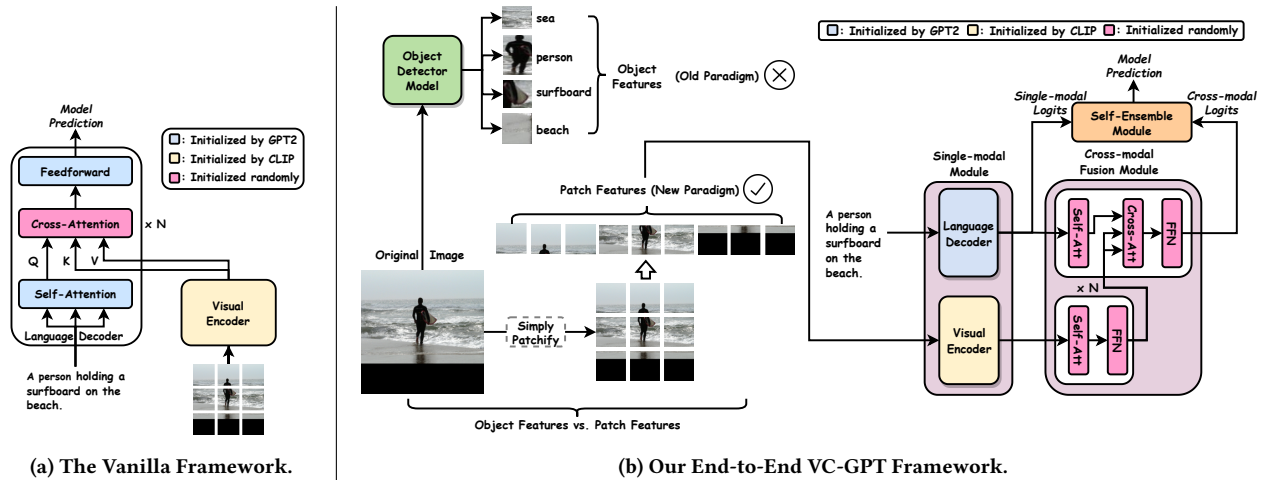 Model
Prediction
Feedforward
Cross-Attention
x N
Q
K
V
Self-Attention
Language Decoder
A person holding a
surfboard on the
beach.
: Initialized by GPT2
: Initialized by CLIP
: Initialized randomly
Visual
Encoder
(a) The Vanilla Framework.
Object
Detector
Model
sea
person
surfboard
beach
Object
Features
(Old Paradigm)
Patch Features (New Paradigm)
Original Image
Simply
Patchify
Object Features vs. Patch Features
: Initialized by GPT2
: Initialized by CLIP
: Initialized randomly
Model
Prediction
Single-modal
Logits
Cross-modal
Logits
Self-Ensemble
Module
Single-modal
Module
Cross-modal
Fusion Module
A person
holding a
surfboard
on the
beach.
Language
Decoder
Self-Att
Cross-Att
FFN
x N
Visual
Encoder
Self-Att
FFN
(b) Our End-to-End VC-GPT Framework.